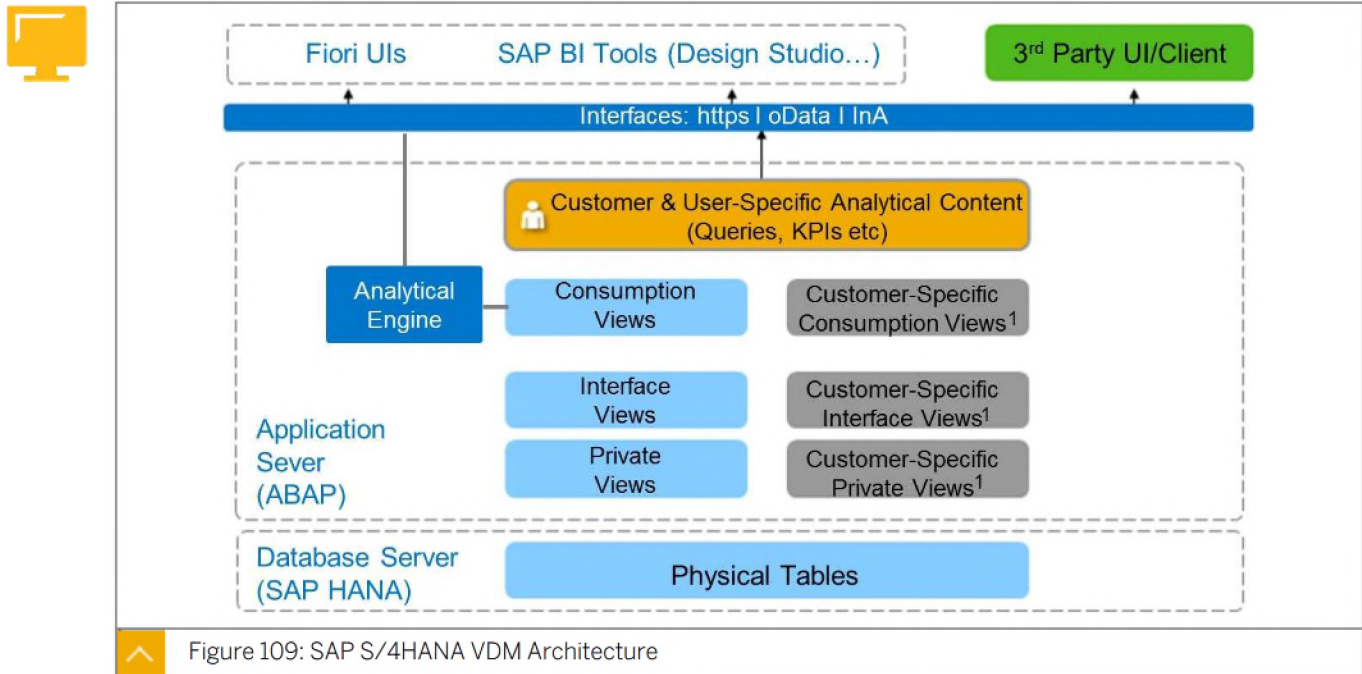 Fiori UIs
SAP BI Tools (Design Studio…)
3rd Party UI/Client
Interfaces: https I oData I InA
Customer & User-Specific Analytical Content
(Queries, KPIs etc)
Analytical
Engine
Consumption
Views
Customer-Specific
Consumption Views1
Interface
Views
Customer-Specific
Interface Views1
Application
Sever
(ABAP)
Private
Views
Customer-Specific
Private Views1
Database Server
(SAP HANA)
Physical Tables
Figure 109: SAP S/4HANA VDM Architecture